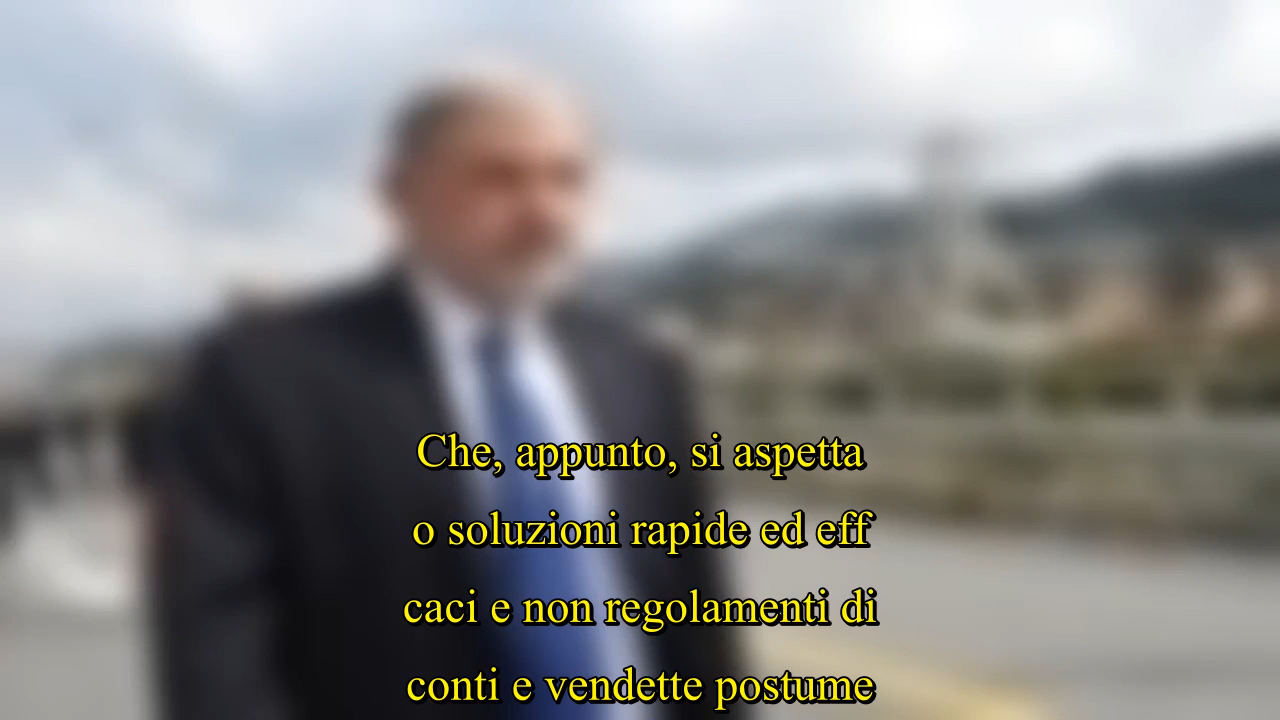 Che, appunto, si aspetta
o soluzioni rapide ed eff
caci e non regolamenti di
conti e vendette postume